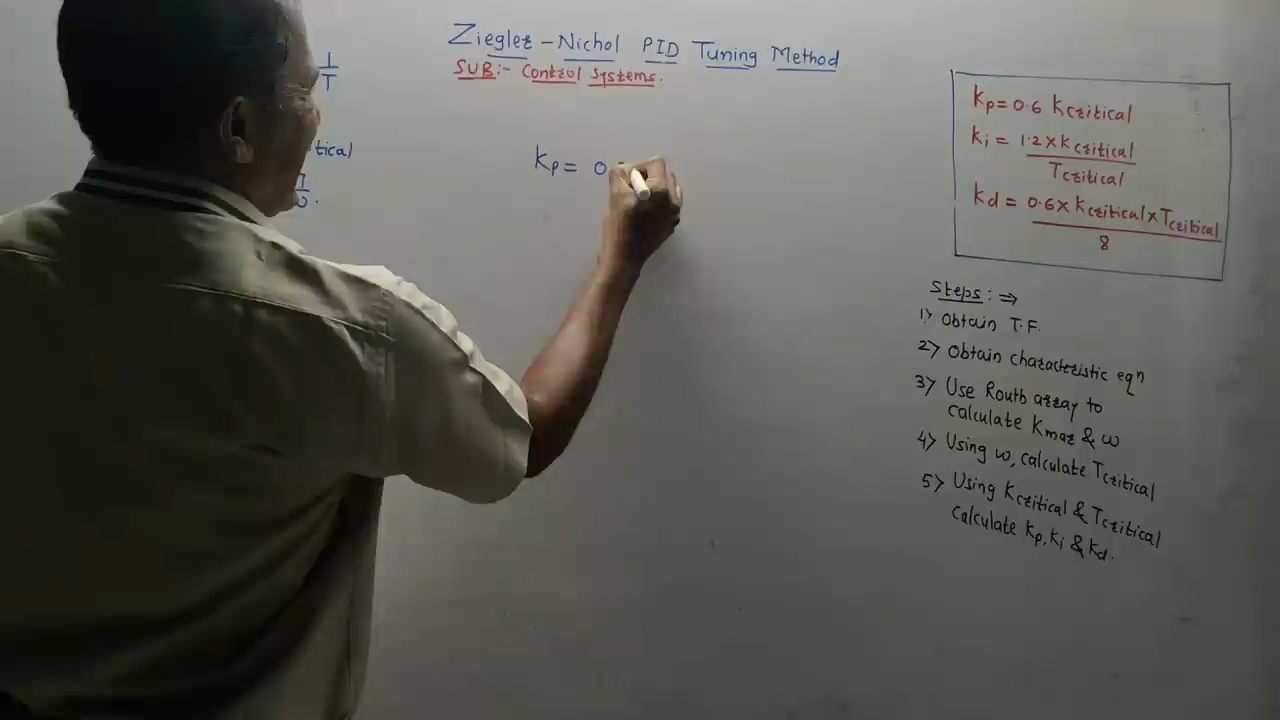 Ziegler - Nichol PID Tuning Method
SUB:- Control Systems.
1
T
tical
Kp = 0
Kp = 0.6 Kcritical
Ki = 1.2 x Kcritical
Tcritical
Kd = 0.6 x Kcritical x Tcritical
8
Steps: ⇒
1> Obtain T.F.
2> Obtain characteristic eqn
3> Use Routh array to
calculate Kmar & ω
4> Using ω, calculate Tcritical
5> Using Kcritical & Tcritical
calculate Kp, Ki & Kd.